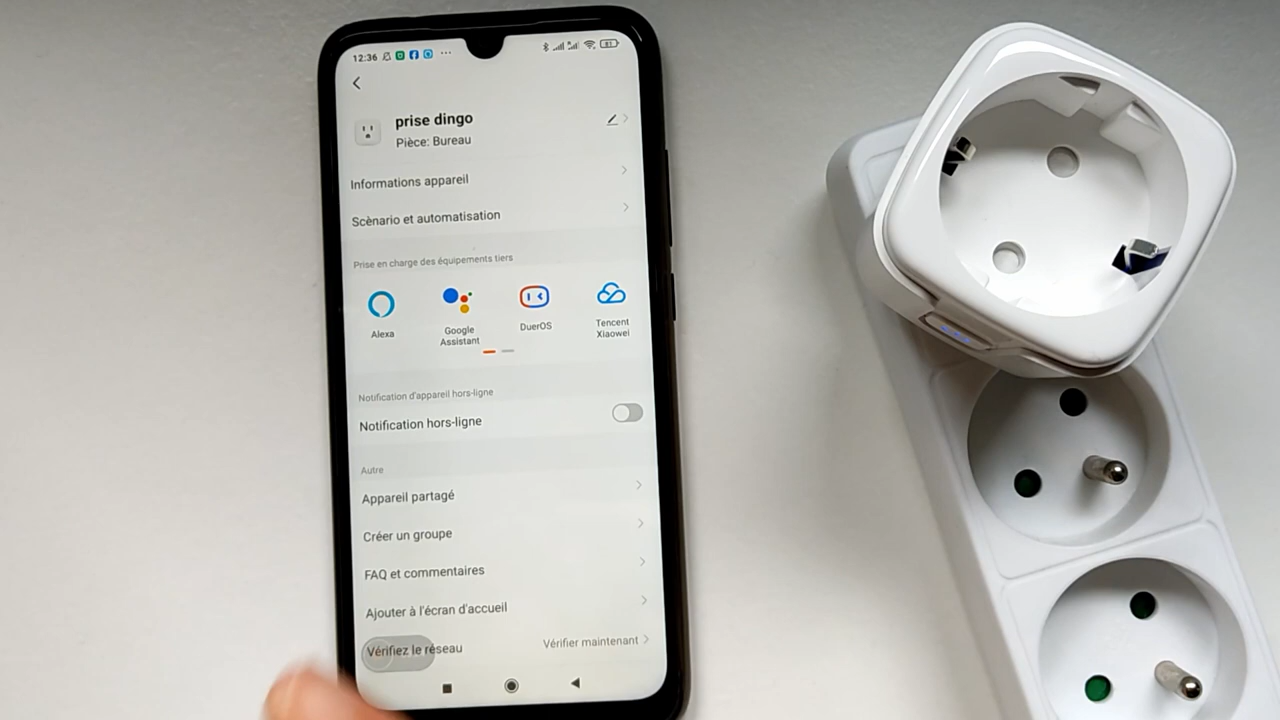 12:36
prise dingo
Pièce: Bureau
Informations appareil
Scènario et automatisation
Prise en charge des équipements tiers
Alexa
Google Assistant
DuerOS
Tencent Xiaowei
Notification d'appareil hors-ligne
Notification hors-ligne
Autre
Appareil partagé
Créer un groupe
FAQ et commentaires
Ajouter à l'écran d'accueil
Vérifiez le réseau
Vérifier maintenant